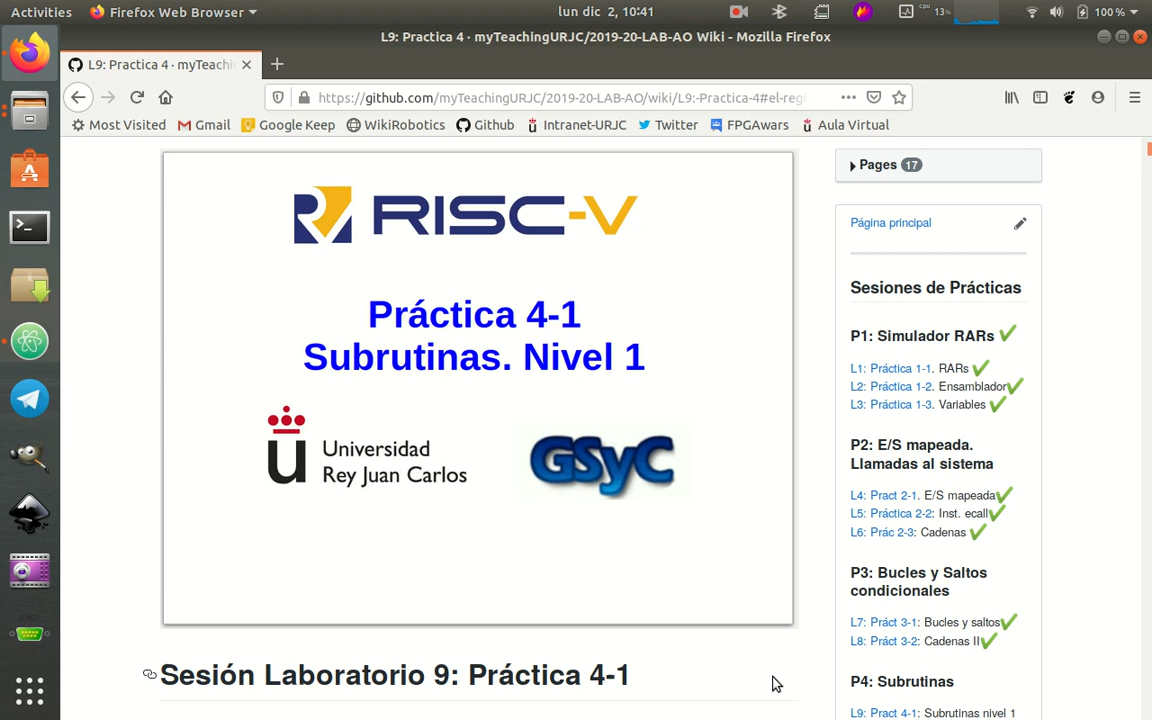 Activities Firefox Web Browser lun dic 2, 10:41 cpu 13% 100%
L9: Practica 4 · myTeachingURJC/2019-20-LAB-AO Wiki - Mozilla Firefox
L9: Practica 4 · myTeachin
https://github.com/myTeachingURJC/2019-20-LAB-AO/wiki/L9:-Practica-4#el-regi
Most Visited Gmail Google Keep WikiRobotics Github Intranet-URJC Twitter FPGAwars Aula Virtual
RISC-V
Práctica 4-1
Subrutinas. Nivel 1
Universidad
Rey Juan Carlos
GSyC
Sesión Laboratorio 9: Práctica 4-1
Pages 17
Página principal
Sesiones de Prácticas
P1: Simulador RARs
L1: Práctica 1-1. RARs
L2: Práctica 1-2. Ensamblador
L3: Práctica 1-3. Variables
P2: E/S mapeada.
Llamadas al sistema
L4: Pract 2-1. E/S mapeada
L5: Práctica 2-2: Inst. ecall
L6: Prác 2-3: Cadenas
P3: Bucles y Saltos
condicionales
L7: Práct 3-1: Bucles y saltos
L8: Práct 3-2: Cadenas II
P4: Subrutinas
L9: Pract 4-1: Subrutinas nivel 1